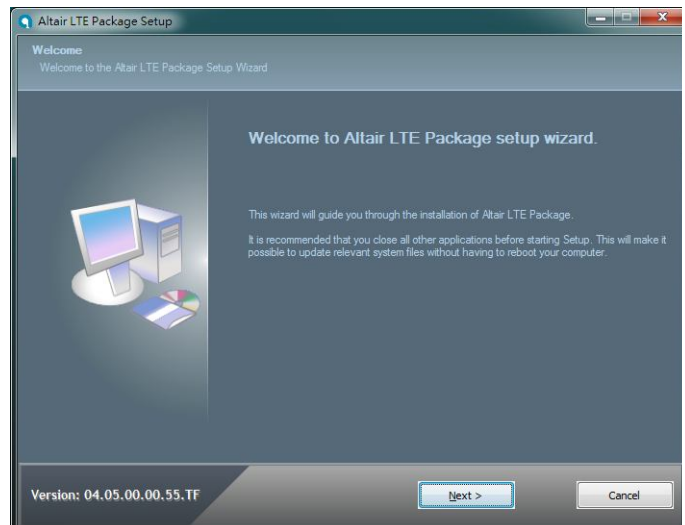 Altair LTE Package Setup
Welcome
Welcome to the Altair LTE Package Setup Wizard
Welcome to Altair LTE Package setup wizard.
This wizard will guide you through the installation of Altair LTE Package.
It is recommended that you close all other applications before starting Setup. This will make it
possible to update relevant system files without having to reboot your computer.
Version: 04.05.00.00.55.TF
Next >
Cancel